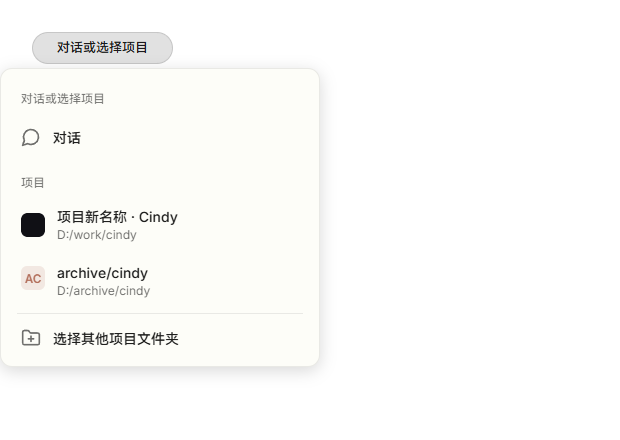 对话或选择项目
对话或选择项目
对话
项目
项目新名称 · Cindy
D:/work/cindy
AC
archive/cindy
D:/archive/cindy
选择其他项目文件夹